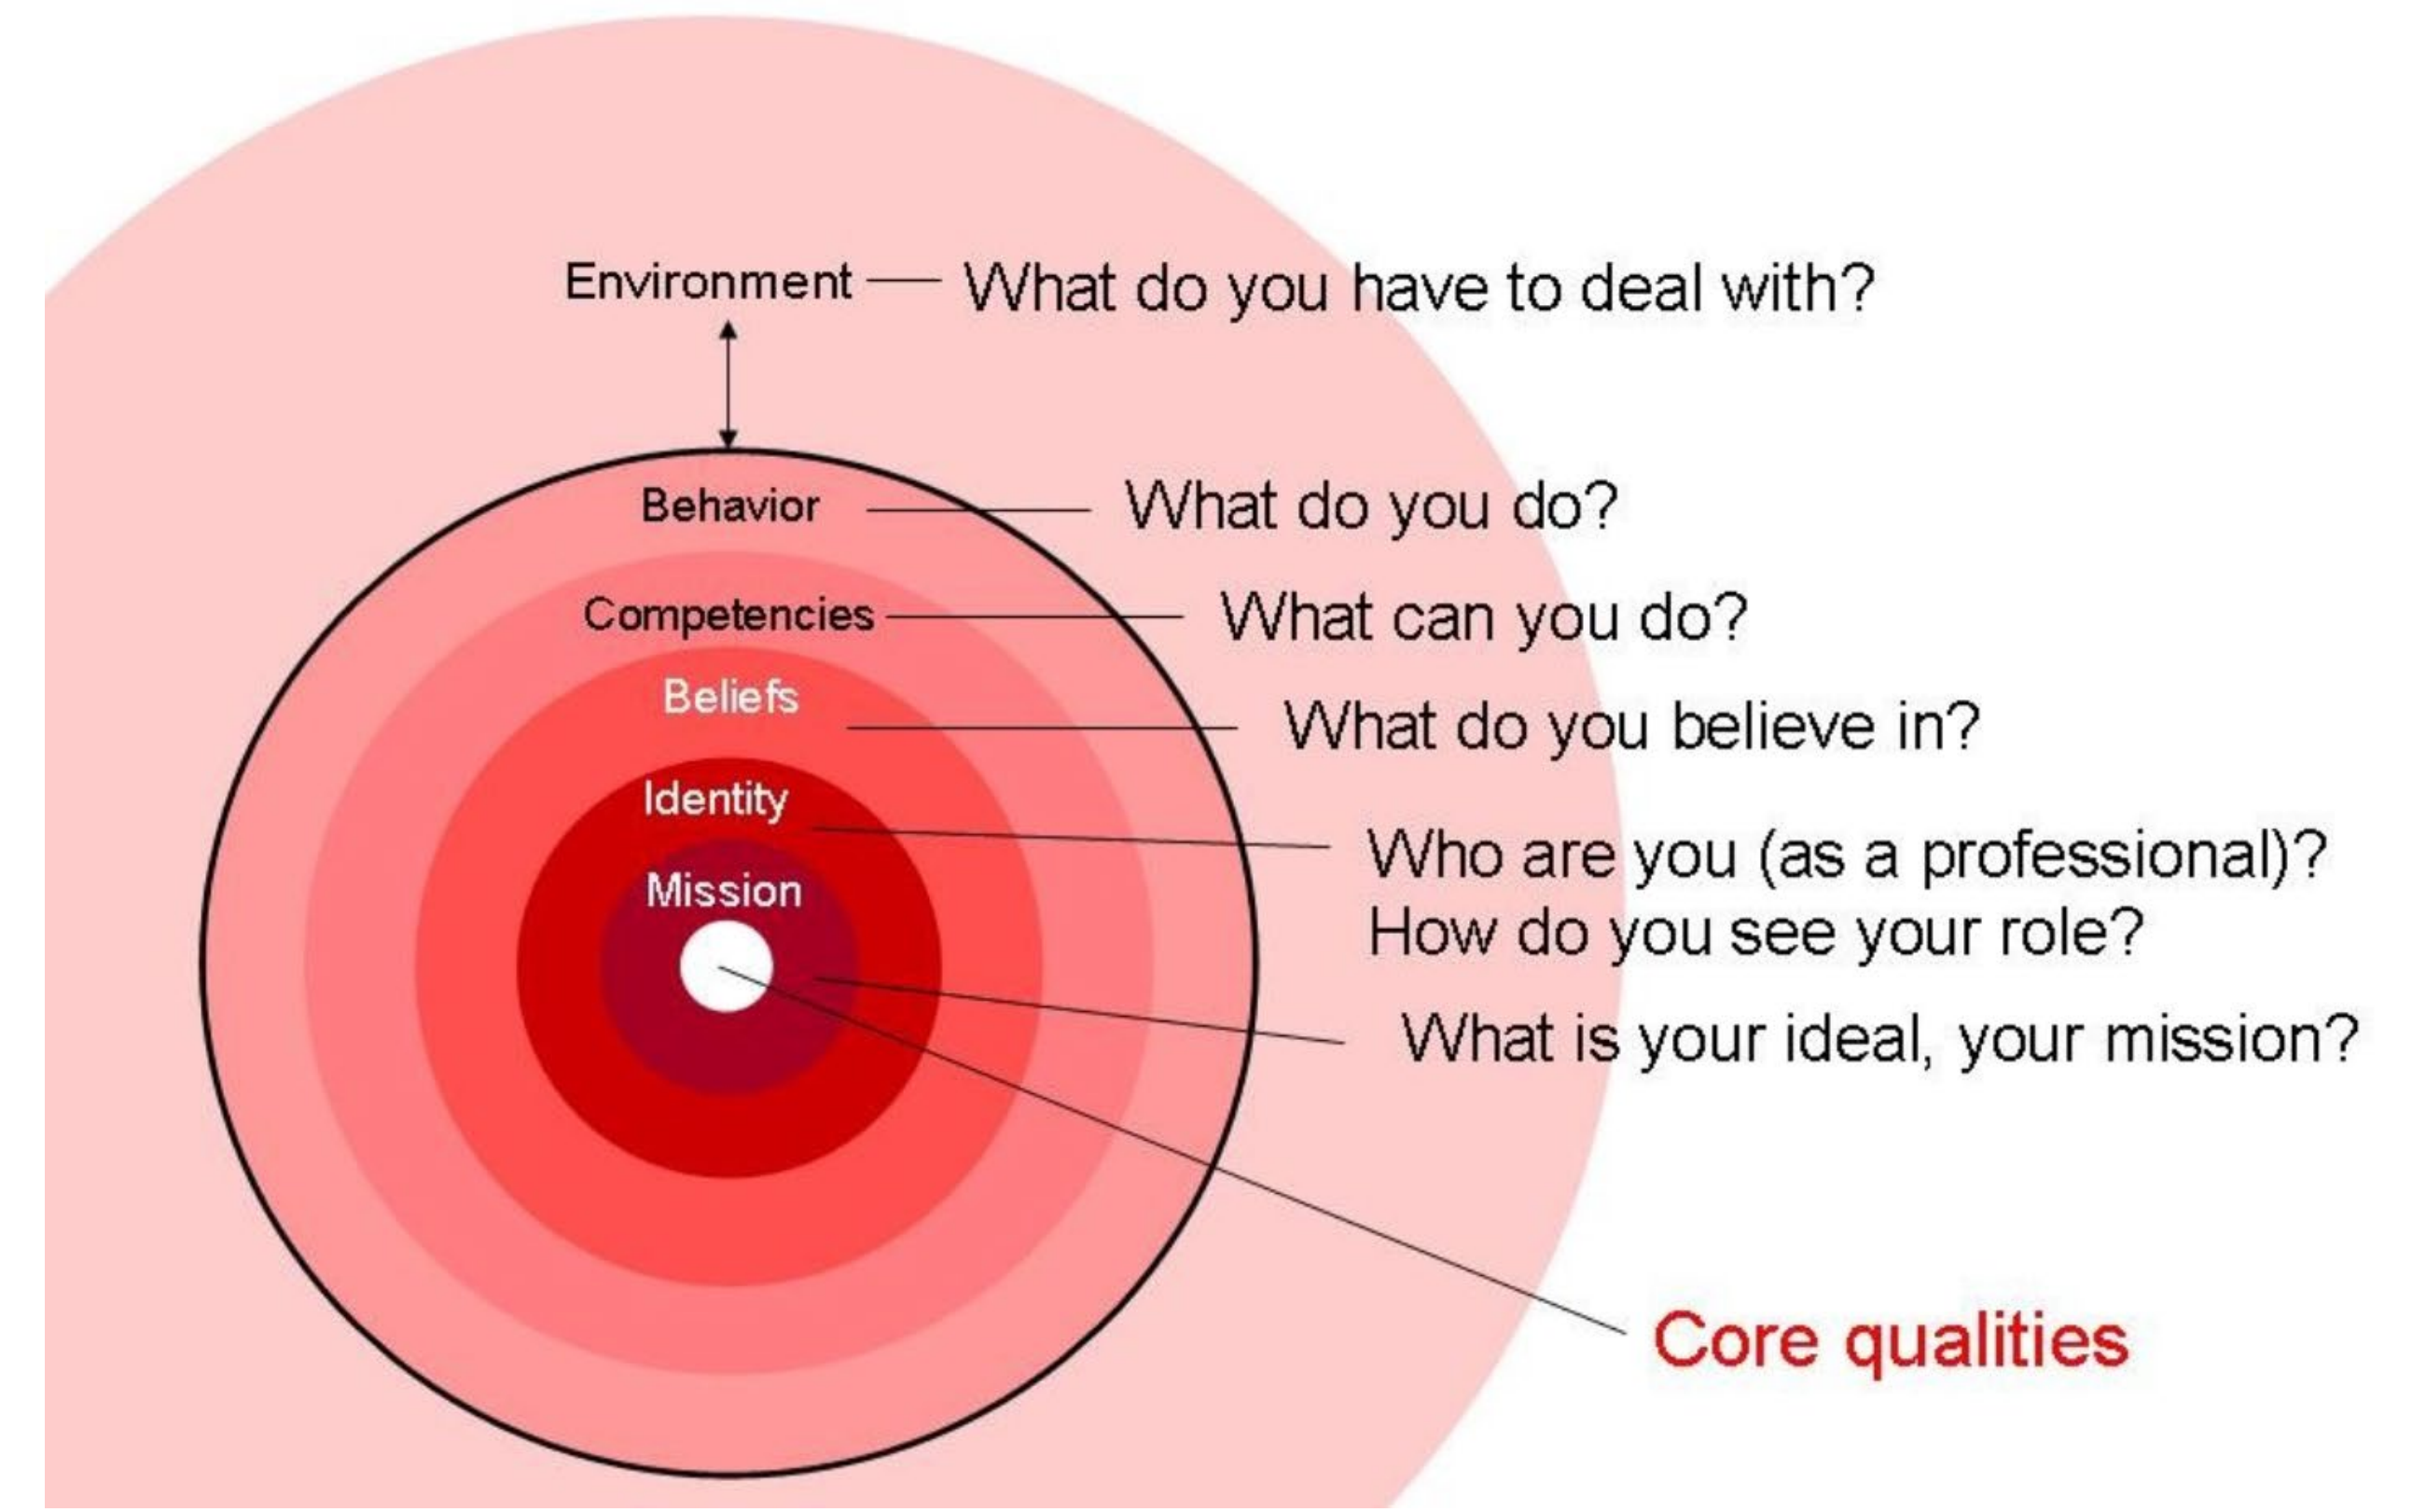 Environment
What do you have to deal with?
Behavior
What do you do?
Competencies
What can you do?
Beliefs
What do you believe in?
Identity
Who are you (as a professional)?
How do you see your role?
Mission
What is your ideal, your mission?
Core qualities